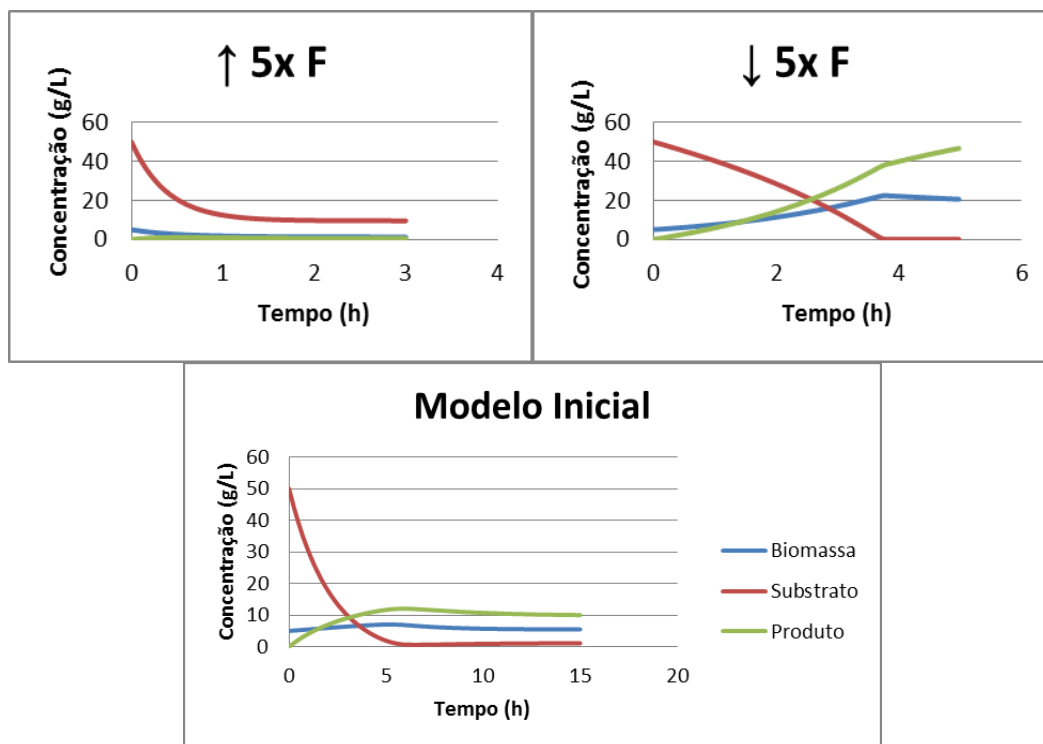 ↑ 5x F
Concentração (g/L)
60
40
20
0
0 1 2 3 4
Tempo (h)
↓ 5x F
Concentração (g/L)
60
40
20
0
0 2 4 6
Tempo (h)
Modelo Inicial
Concentração (g/L)
60
50
40
30
20
10
0
0 5 10 15 20
Tempo (h)
Biomassa
Substrato
Produto